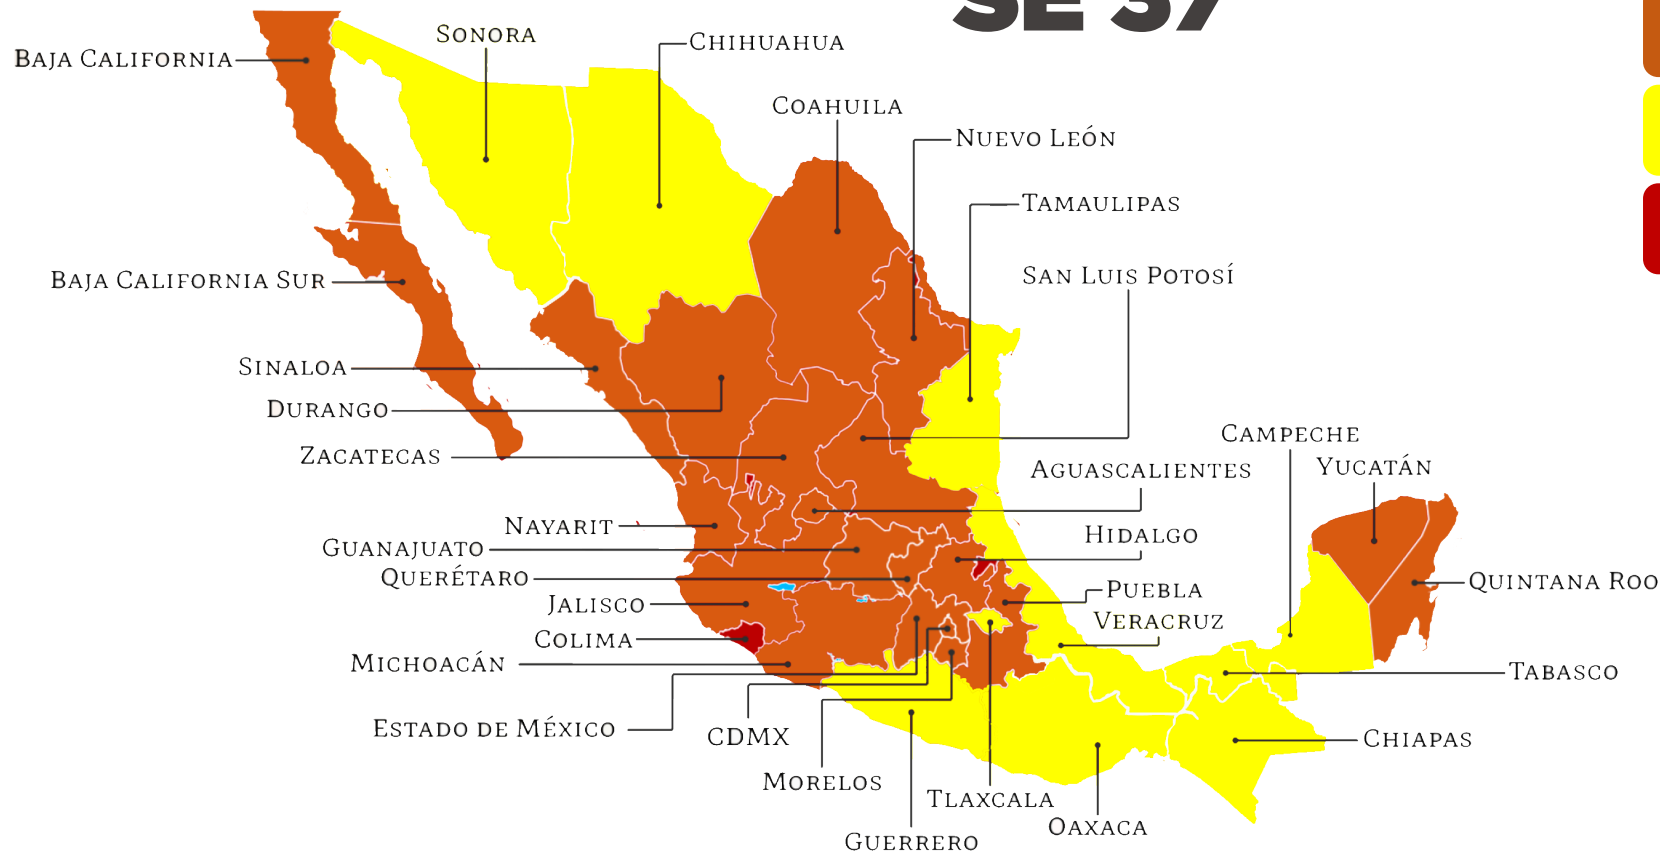 SE 37
SONORA
CHIHUAHUA
BAJA CALIFORNIA
COAHUILA
NUEVO LEÓN
TAMAULIPAS
SAN LUIS POTOSÍ
BAJA CALIFORNIA SUR
SINALOA
DURANGO
CAMPECHE
ZACATECAS
YUCATÁN
AGUASCALIENTES
NAYARIT
HIDALGO
GUANAJUATO
QUERÉTARO
QUINTANA ROO
PUEBLA
JALISCO
VERACRUZ
COLIMA
MICHOACÁN
TABASCO
ESTADO DE MÉXICO
CDMX
CHIAPAS
MORELOS
TLAXCALA
OAXACA
GUERRERO